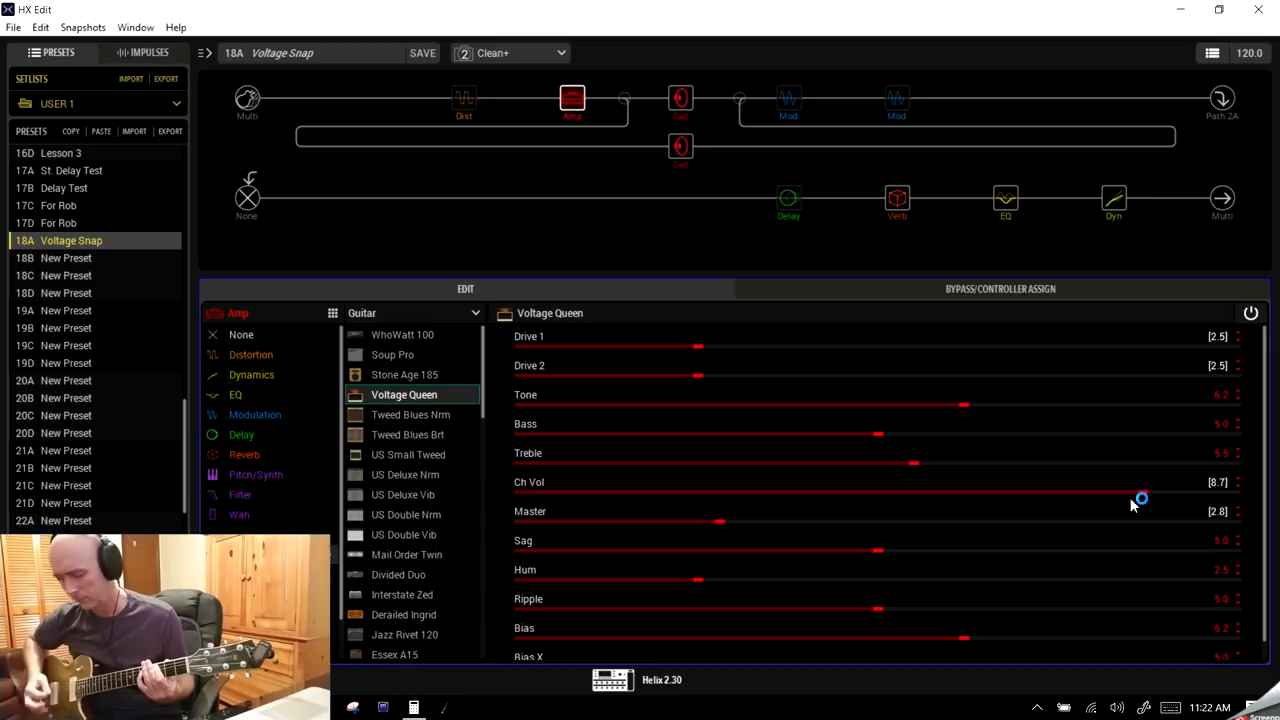 HX Edit
File Edit Snapshots Window Help
PRESETS IMPULSES
18A Voltage Snap SAVE 2 Clean+ 120.0
SETLISTS IMPORT EXPORT
USER 1
PRESETS COPY PASTE IMPORT EXPORT
16D Lesson 3
17A St. Delay Test
17B Delay Test
17C For Rob
17D For Rob
18A Voltage Snap
18B New Preset
18C New Preset
18D New Preset
19A New Preset
19B New Preset
19C New Preset
19D New Preset
20A New Preset
20B New Preset
20C New Preset
20D New Preset
21A New Preset
21B New Preset
21C New Preset
21D New Preset
22A New Preset
Multi Dist Amp Cab Mod Mod Path 2A
Cab
None Delay Verb EQ Dyn Multi
EDIT BYPASS/CONTROLLER ASSIGN
Amp
None
Distortion
Dynamics
EQ
Modulation
Delay
Reverb
Pitch/Synth
Filter
Wah
Guitar
WhoWatt 100
Soup Pro
Stone Age 185
Voltage Queen
Tweed Blues Nrm
Tweed Blues Brt
US Small Tweed
US Deluxe Nrm
US Deluxe Vib
US Double Nrm
US Double Vib
Mail Order Twin
Divided Duo
Interstate Zed
Derailed Ingrid
Jazz Rivet 120
Essex A15
Voltage Queen
Drive 1 [2.5]
Drive 2 [2.5]
Tone 6.2
Bass 5.0
Treble 5.5
Ch Vol [8.7]
Master [2.8]
Sag 5.0
Hum 2.5
Ripple 5.0
Bias 6.2
Bias X 5.0
Helix 2.30
11:22 AM